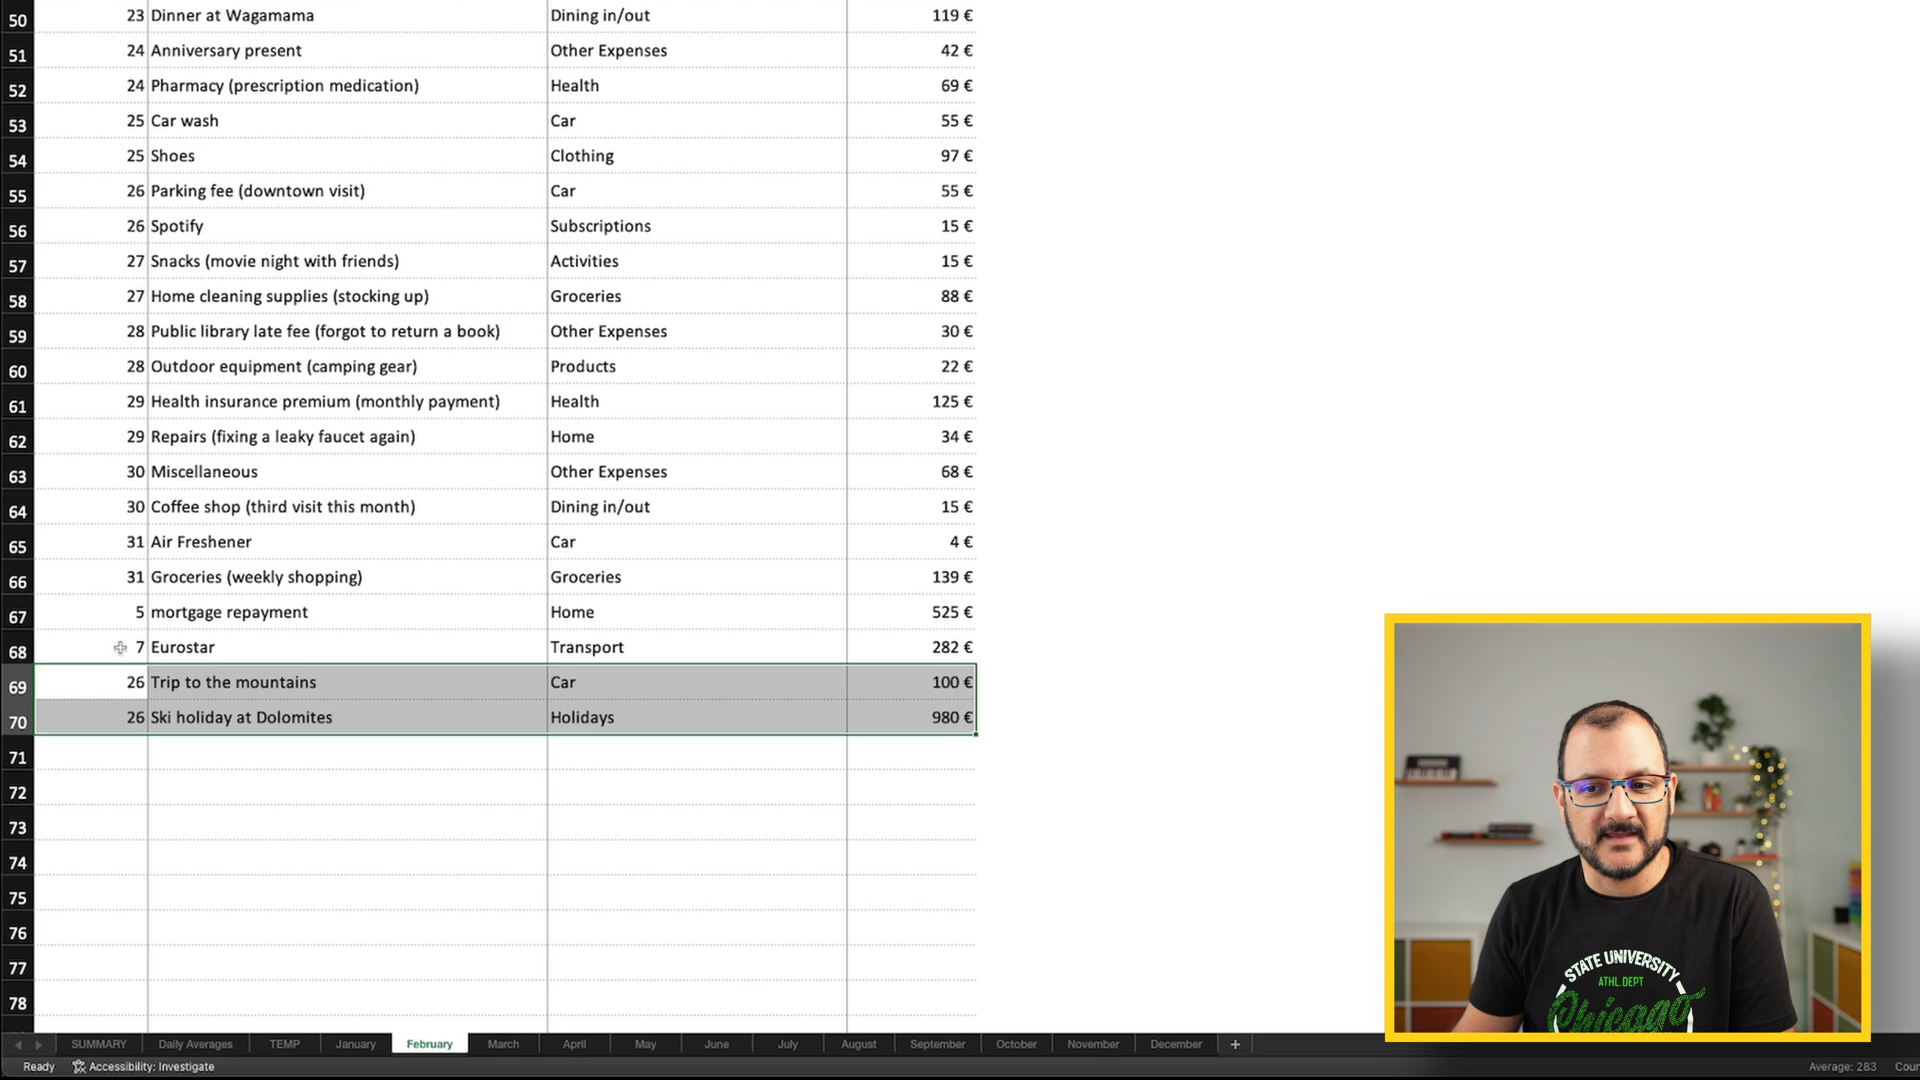 50 23 Dinner at Wagamama Dining in/out 119 €
51 24 Anniversary present Other Expenses 42 €
52 24 Pharmacy (prescription medication) Health 69 €
53 25 Car wash Car 55 €
54 25 Shoes Clothing 97 €
55 26 Parking fee (downtown visit) Car 55 €
56 26 Spotify Subscriptions 15 €
57 27 Snacks (movie night with friends) Activities 15 €
58 27 Home cleaning supplies (stocking up) Groceries 88 €
59 28 Public library late fee (forgot to return a book) Other Expenses 30 €
60 28 Outdoor equipment (camping gear) Products 22 €
61 29 Health insurance premium (monthly payment) Health 125 €
62 29 Repairs (fixing a leaky faucet again) Home 34 €
63 30 Miscellaneous Other Expenses 68 €
64 30 Coffee shop (third visit this month) Dining in/out 15 €
65 31 Air Freshener Car 4 €
66 31 Groceries (weekly shopping) Groceries 139 €
67 5 mortgage repayment Home 525 €
68 7 Eurostar Transport 282 €
69 26 Trip to the mountains Car 100 €
70 26 Ski holiday at Dolomites Holidays 980 €
71
72
73
74
75
76
77
78
STATE UNIVERSITY
ATHL.DEPT
Chicago
SUMMARY Daily Averages TEMP January February March April May June July August September October November December +
Ready Accessibility: Investigate Average: 283 Cour